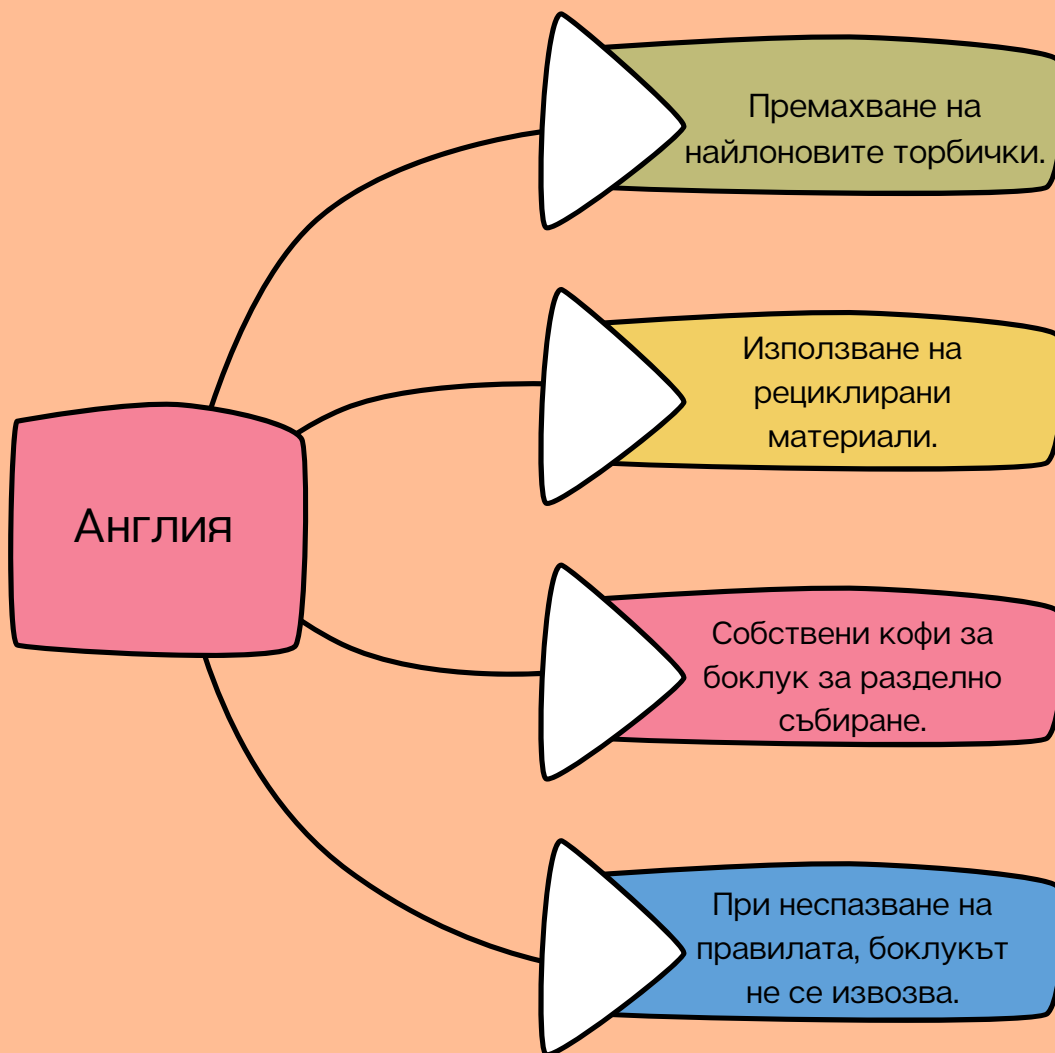 Премахване на
найлоновите торбички.
Използване на
рециклирани
материали.
Англия
Собствени кофи за
боклук за разделно
събиране.
При неспазване на
правилата, боклукът
не се извозва.